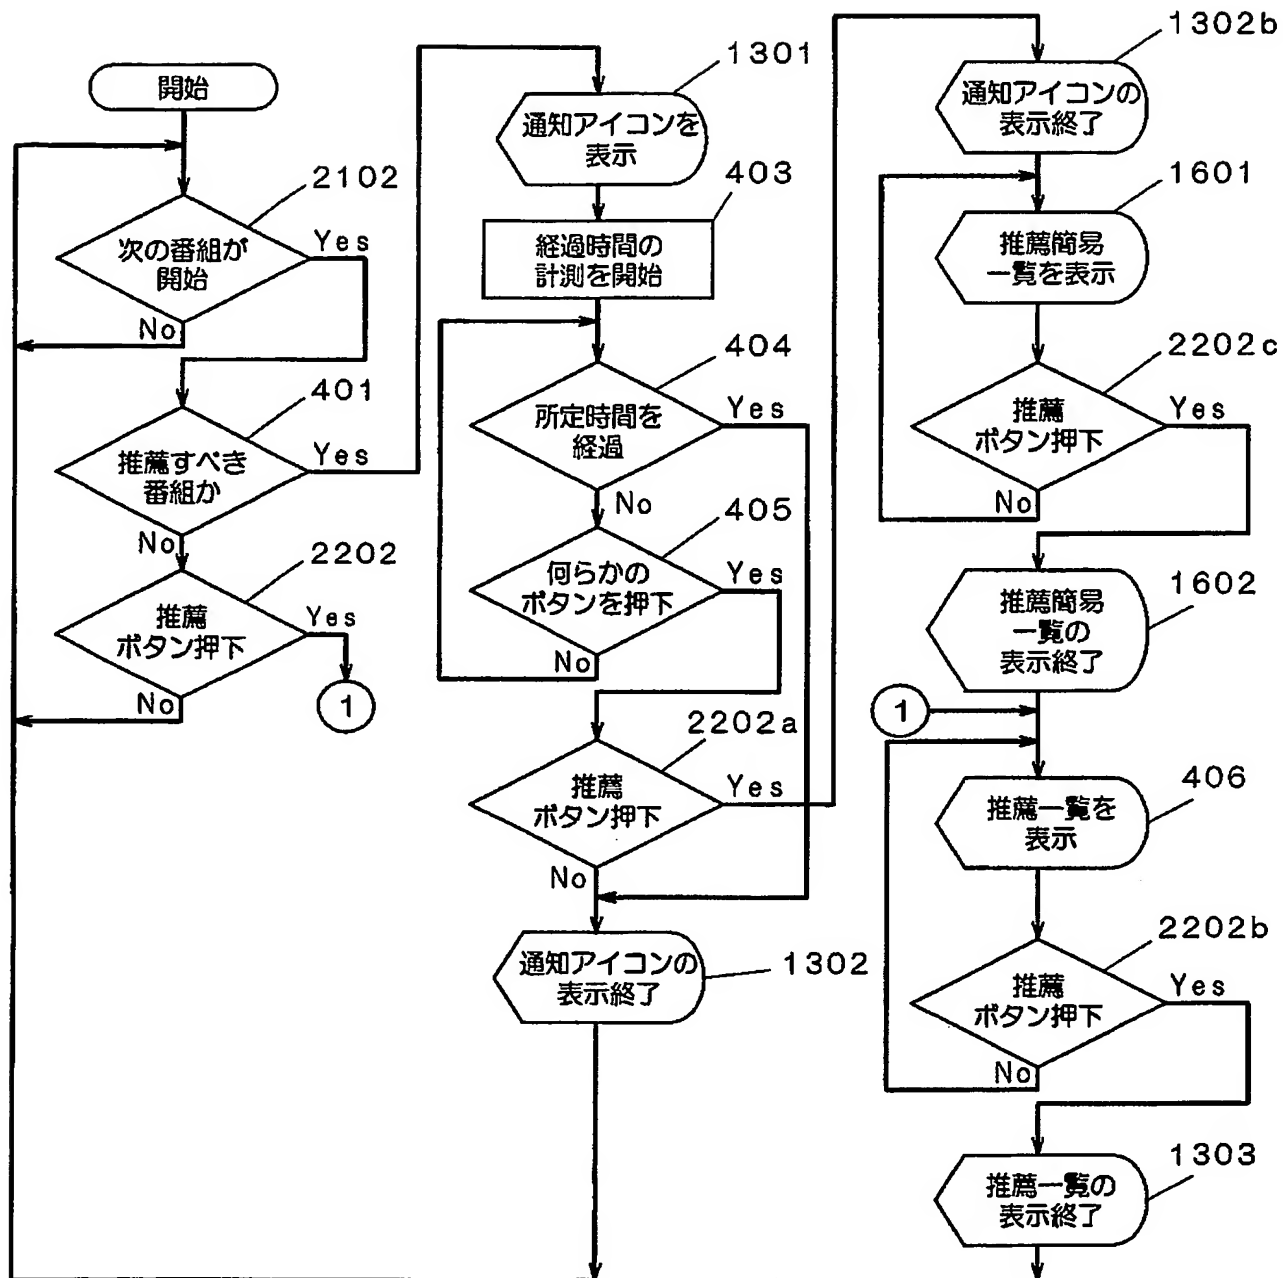 開始
2102
次の番組が
開始
Yes
No
401
推薦すべき
番組か
Yes
No
2202
推薦
ボタン押下
Yes
No
1
1301
通知アイコンを
表示
403
経過時間の
計測を開始
404
所定時間を
経過
Yes
No
405
何らかの
ボタンを押下
Yes
No
2202a
推薦
ボタン押下
Yes
No
通知アイコンの
表示終了
1302
1302b
通知アイコンの
表示終了
1601
推薦簡易
一覧を表示
2202c
推薦
ボタン押下
Yes
No
推薦簡易
一覧の
表示終了
1602
1
406
推薦一覧を
表示
2202b
推薦
ボタン押下
Yes
No
1303
推薦一覧の
表示終了